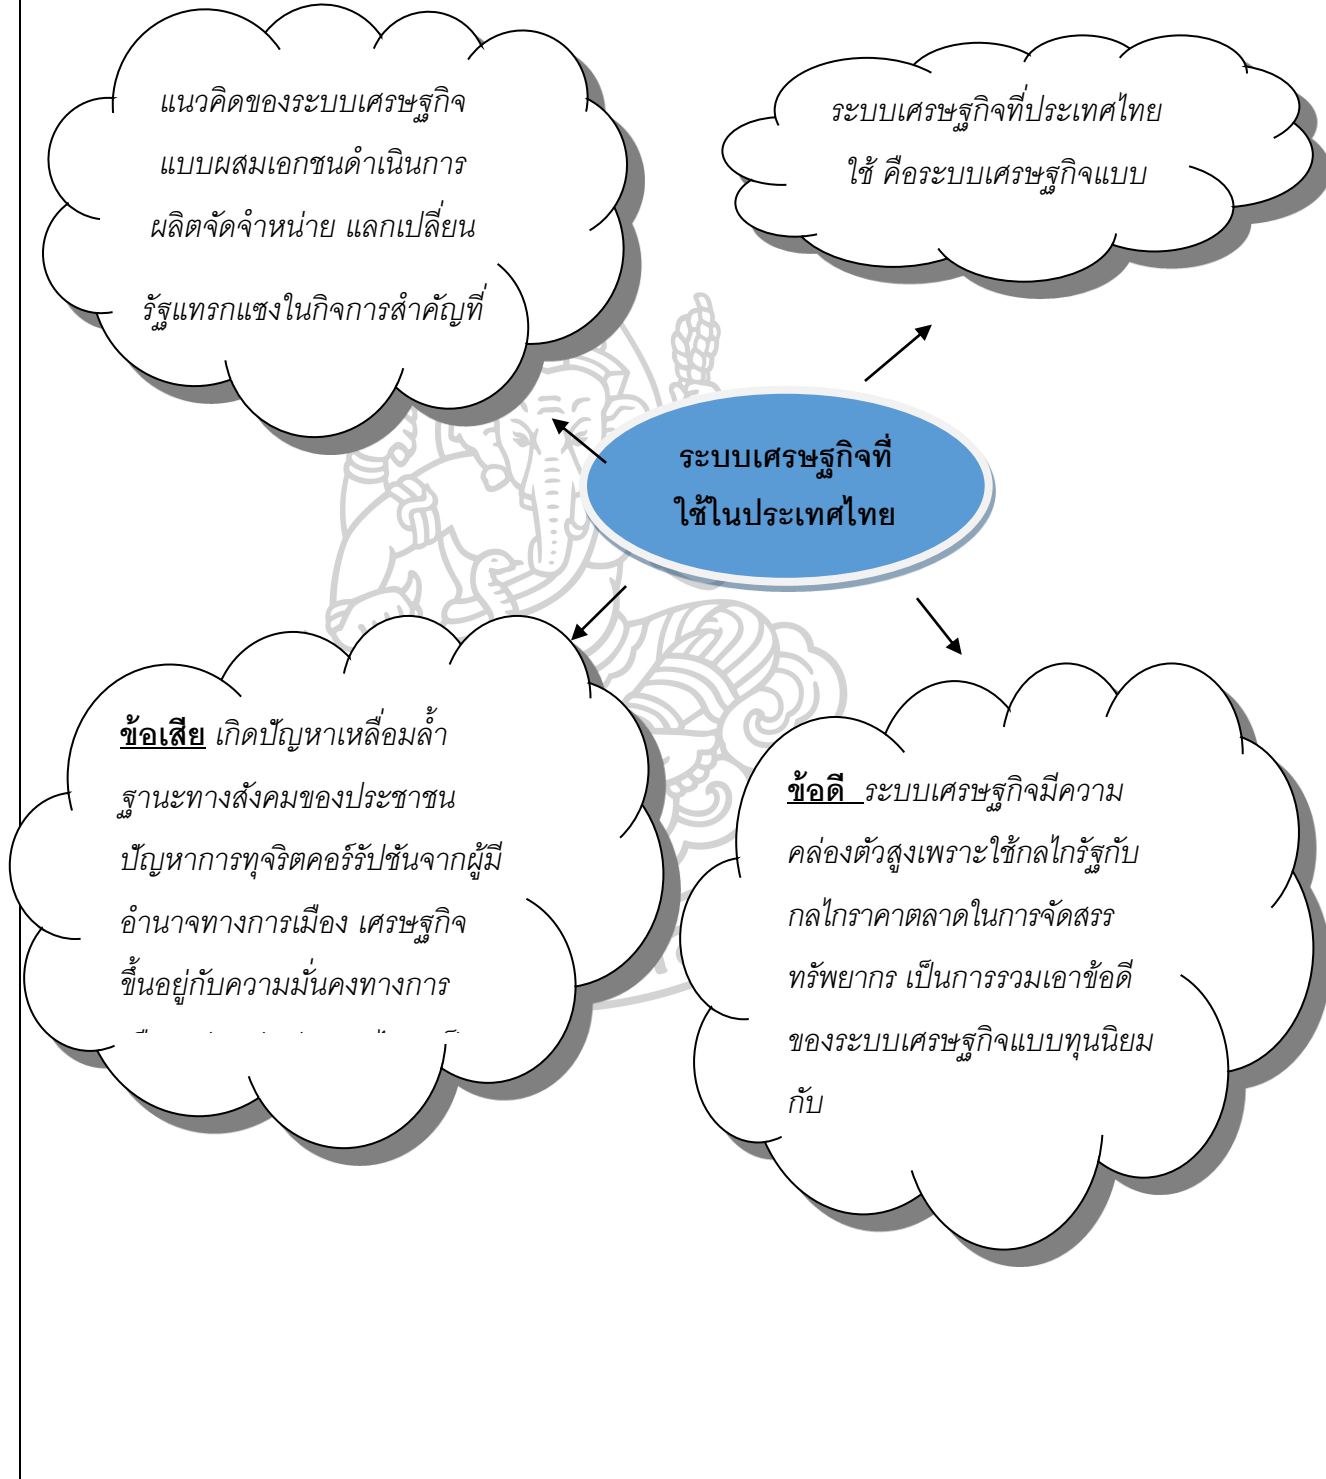 แนวคิดของระบบเศรษฐกิจ
แบบผสมเอกชนดำเนินการ
ผลิตจัดจำหน่าย แลกเปลี่ยน
รัฐแทรกแซงในกิจการสำคัญที่
ระบบเศรษฐกิจที่ประเทศไทย
ใช้ คือระบบเศรษฐกิจแบบ
ระบบเศรษฐกิจที่
ใช้ในประเทศไทย
ข้อเสีย เกิดปัญหาเหลื่อมล้ำ
ฐานะทางสังคมของประชาชน
ปัญหาการทุจริตคอร์รัปชันจากผู้มี
อำนาจทางการเมือง เศรษฐกิจ
ขึ้นอยู่กับความมั่นคงทางการ
ข้อดี ระบบเศรษฐกิจมีความ
คล่องตัวสูงเพราะใช้กลไกรัฐกับ
กลไกราคาตลาดในการจัดสรร
ทรัพยากร เป็นการรวมเอาข้อดี
ของระบบเศรษฐกิจแบบทุนนิยม
กับ